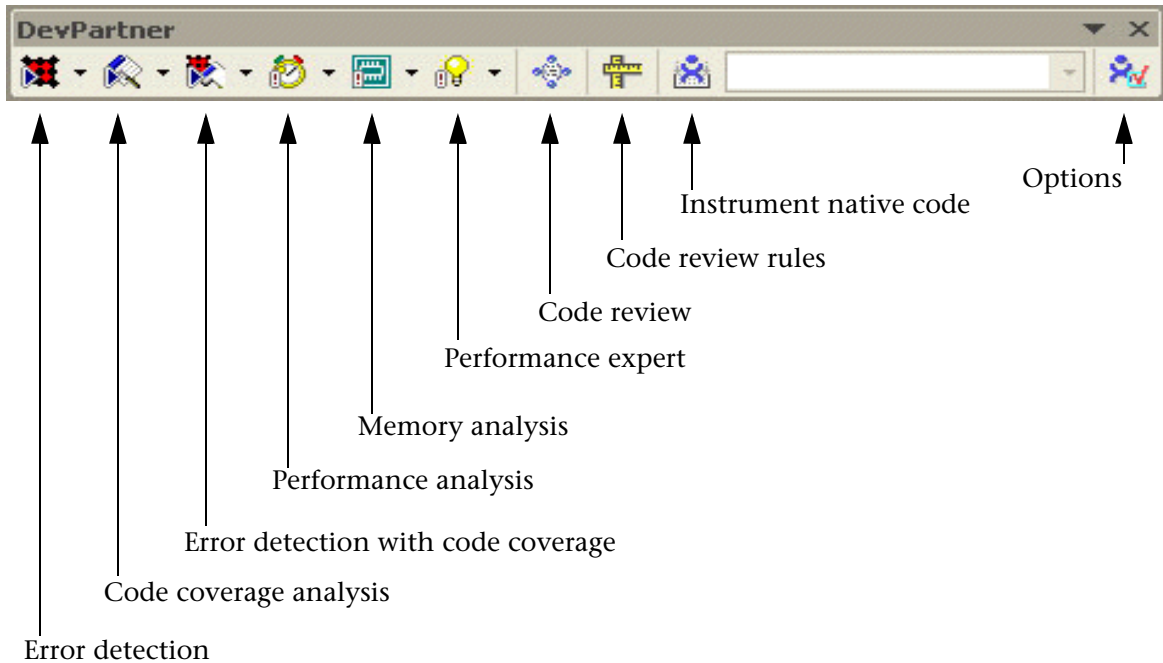 DevPartner
Options
Instrument native code
Code review rules
Code review
Performance expert
Memory analysis
Performance analysis
Error detection with code coverage
Code coverage analysis
Error detection